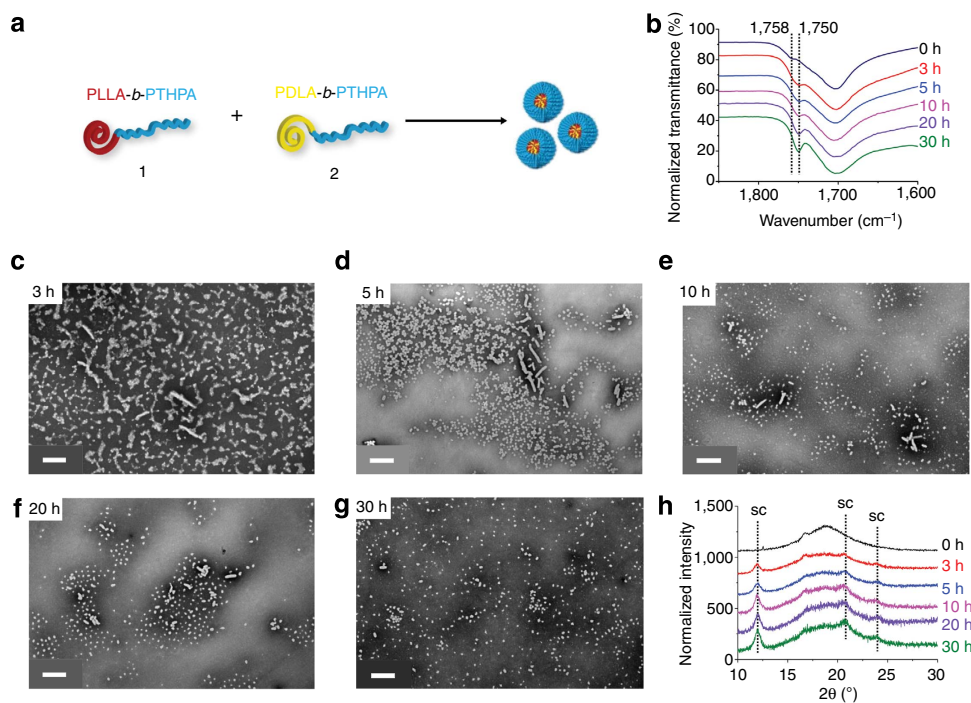 a
PLLA-b-PTHPA
+
PDLA-b-PTHPA
1
2
b
1,758
1,750
Normalized transmittance (%)
100
80
60
40
20
0
0 h
3 h
5 h
10 h
20 h
30 h
1,800
1,700
1,600
Wavenumber (cm⁻¹)
c
3 h
d
5 h
e
10 h
f
20 h
g
30 h
h
sc
sc
sc
Normalized intensity
1,500
1,000
500
0
0 h
3 h
5 h
10 h
20 h
30 h
10
15
20
25
30
2θ (°)